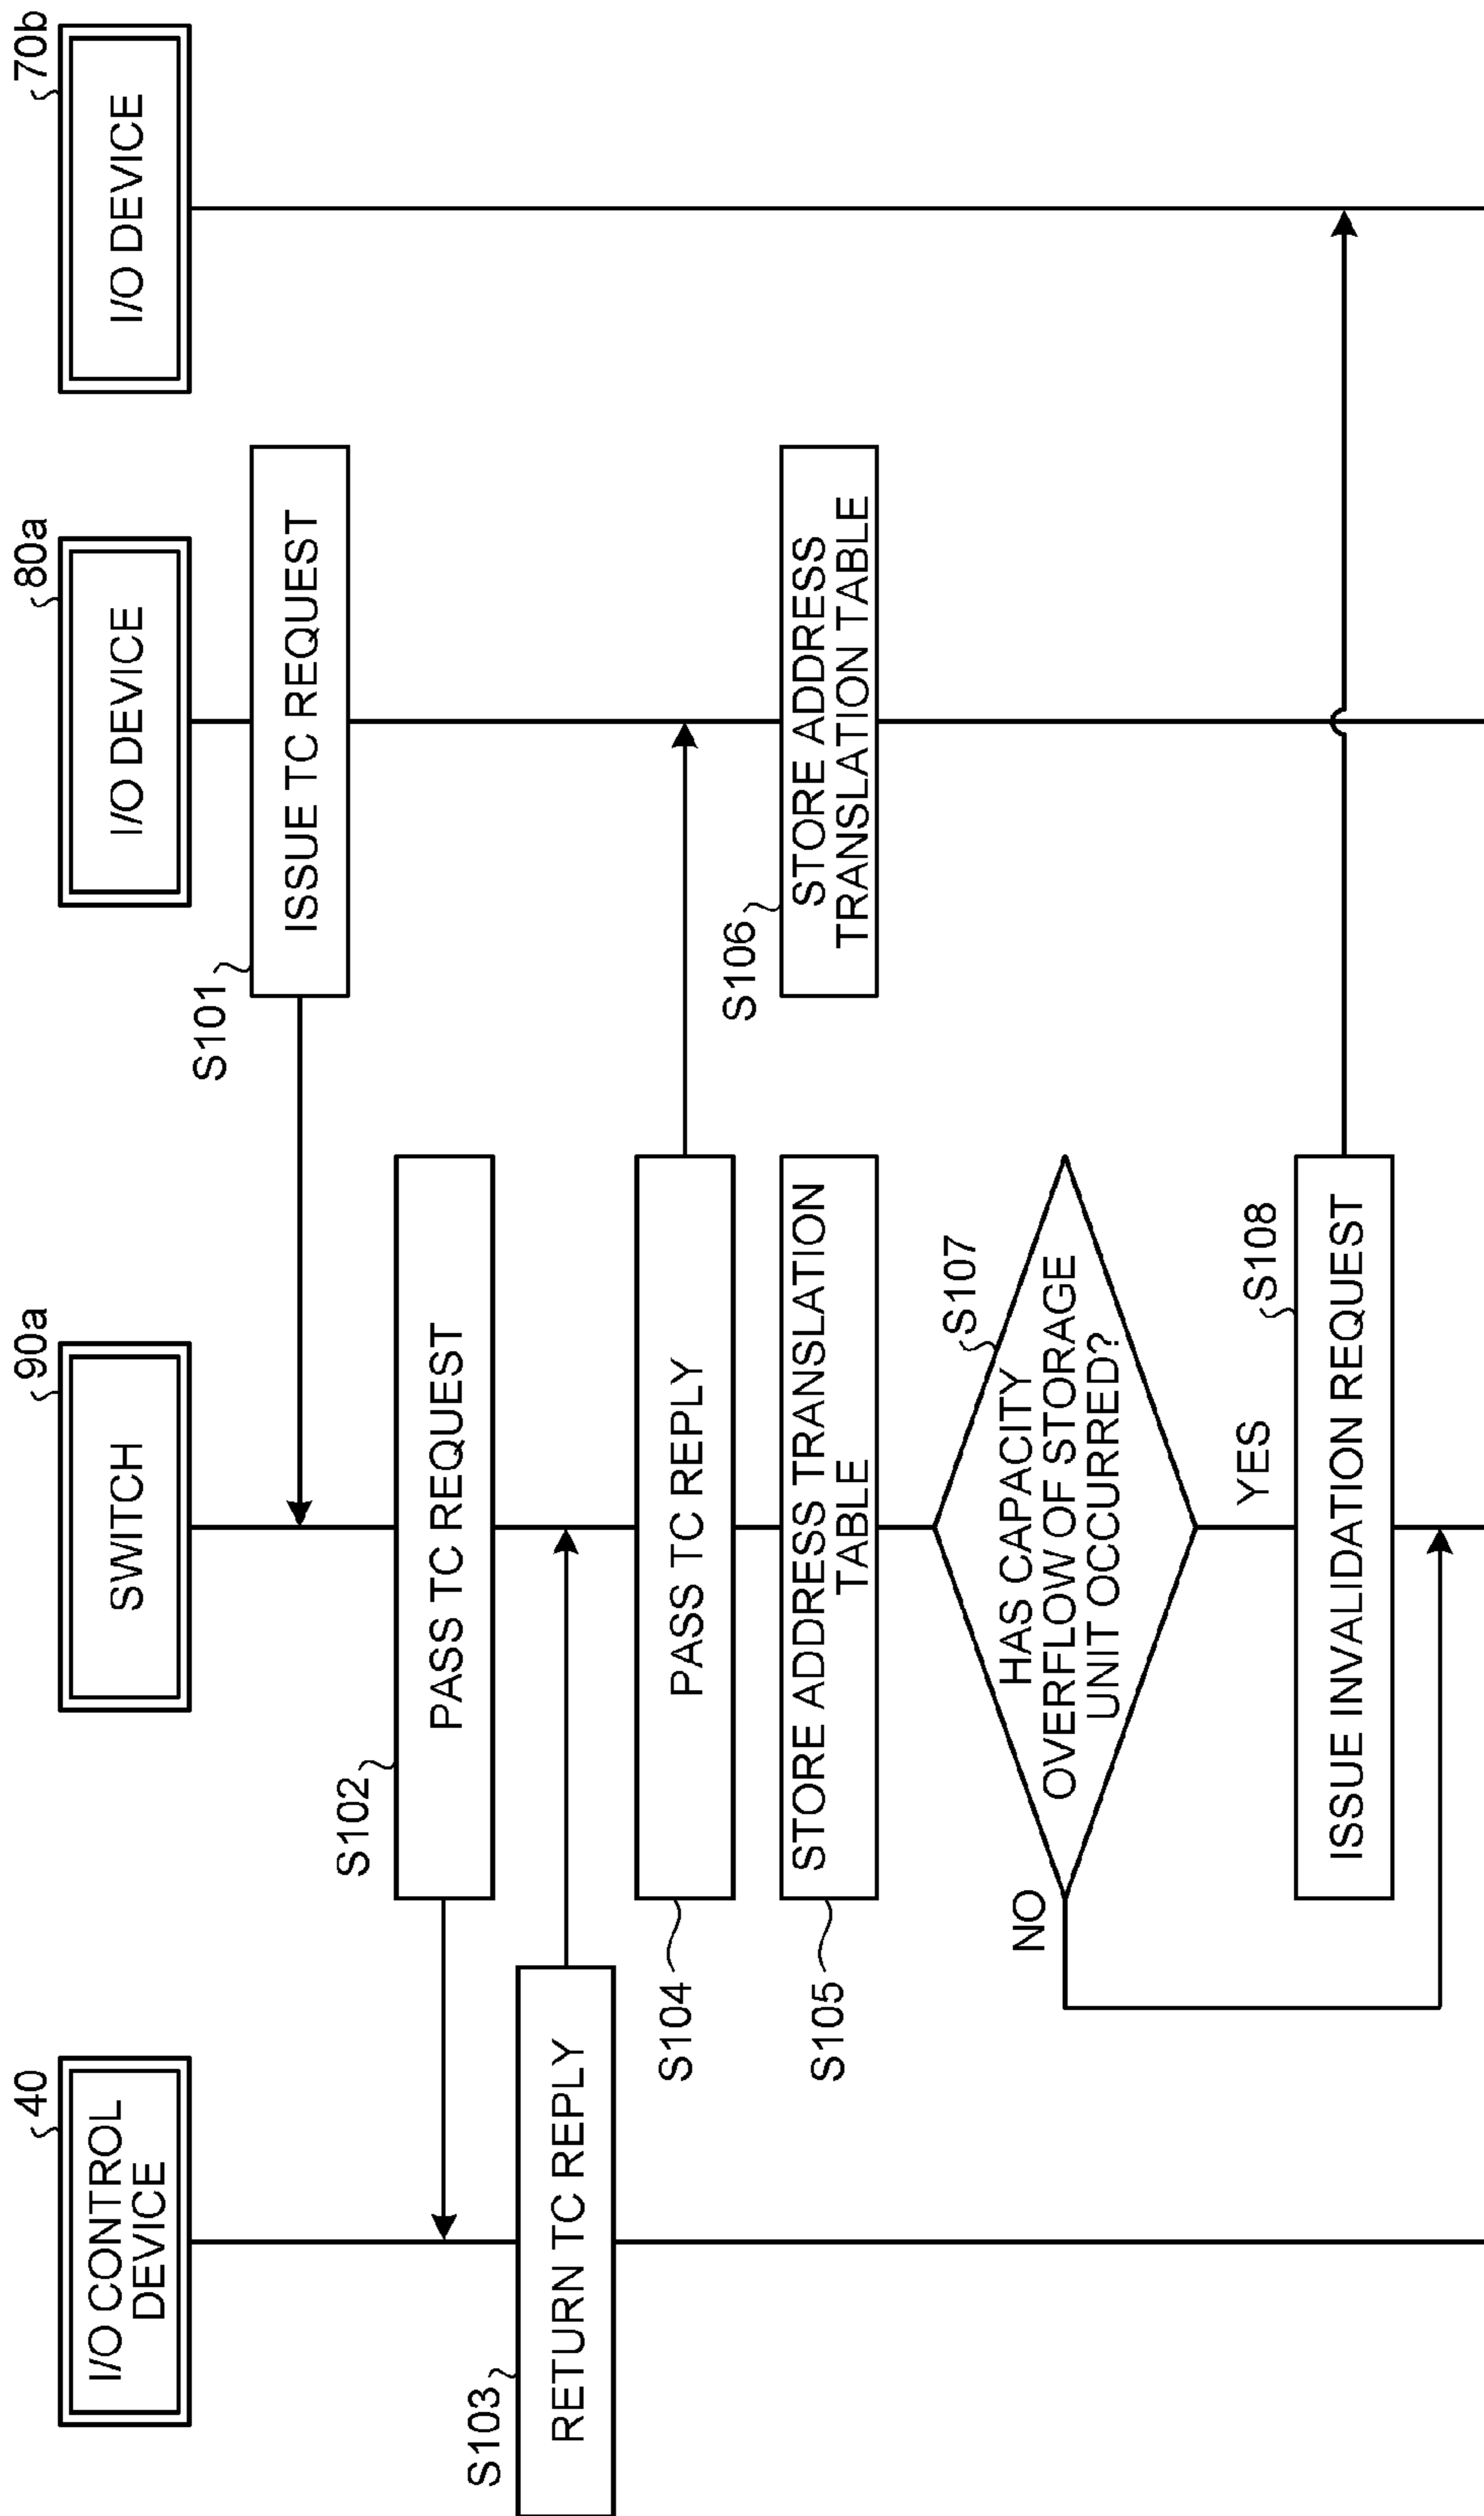 40
I/O CONTROL
DEVICE
90a
SWITCH
80a
I/O DEVICE
70b
I/O DEVICE
S101
ISSUE TC REQUEST
S102
PASS TC REQUEST
S103
RETURN TC REPLY
S104
PASS TC REPLY
S105
STORE ADDRESS TRANSLATION
TABLE
S106
STORE ADDRESS
TRANSLATION TABLE
S107
HAS CAPACITY
OVERFLOW OF STORAGE
UNIT OCCURRED?
NO
YES
S108
ISSUE INVALIDATION REQUEST